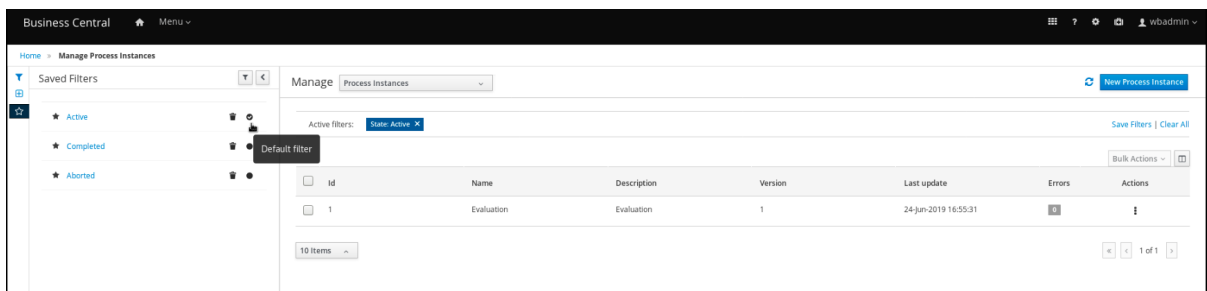 Business Central Menu ? wbadmin
Home » Manage Process Instances
Saved Filters
Active
Completed
Aborted
Default filter
Manage Process Instances New Process Instance
Active filters: State: Active × Save Filters | Clear All
Bulk Actions
Id Name Description Version Last update Errors Actions
1 Evaluation Evaluation 1 24-Jun-2019 16:55:31 0
10 Items « < 1 of 1 >